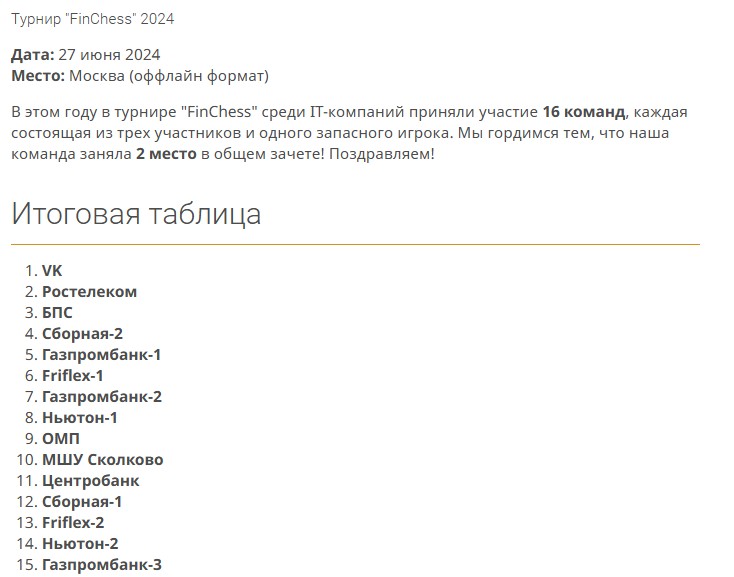 Турнир "FinChess" 2024
Дата: 27 июня 2024
Место: Москва (оффлайн формат)
В этом году в турнире "FinChess" среди IT-компаний приняли участие 16 команд, каждая
состоящая из трех участников и одного запасного игрока. Мы гордимся тем, что наша
команда заняла 2 место в общем зачете! Поздравляем!
Итоговая таблица
1. VK
2. Ростелеком
3. БПС
4. Сборная-2
5. Газпромбанк-1
6. Friflex-1
7. Газпромбанк-2
8. Ньютон-1
9. ОМП
10. МШУ Сколково
11. Центробанк
12. Сборная-1
13. Friflex-2
14. Ньютон-2
15. Газпромбанк-3